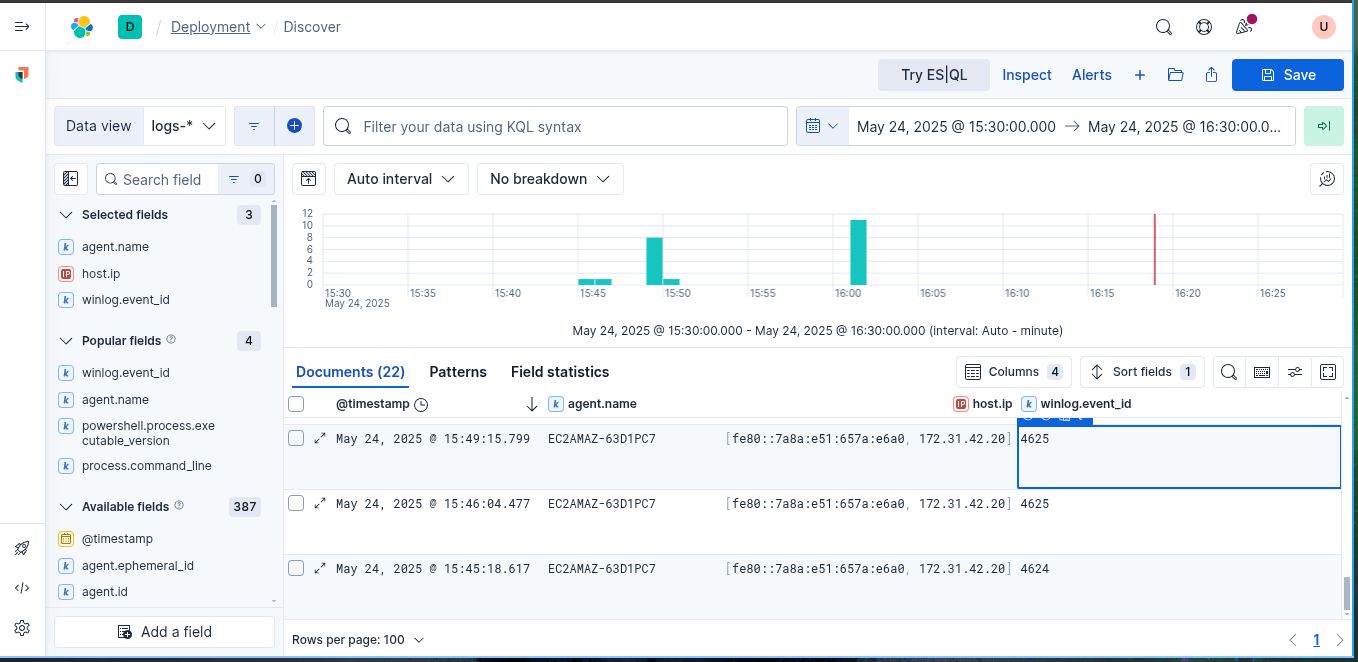 D / Deployment / Discover U
Try ES|QL Inspect Alerts Save
Data view logs-* Filter your data using KQL syntax May 24, 2025 @ 15:30:00.000 → May 24, 2025 @ 16:30:00.0...
Search field 0 Auto interval No breakdown
Selected fields 3
agent.name
host.ip
winlog.event_id
Popular fields 4
winlog.event_id
agent.name
powershell.process.exe
cutable_version
process.command_line
Available fields 387
@timestamp
agent.ephemeral_id
agent.id
Add a field
12
10
8
6
4
2
0
15:30 15:35 15:40 15:45 15:50 15:55 16:00 16:05 16:10 16:15 16:20 16:25
May 24, 2025
May 24, 2025 @ 15:30:00.000 - May 24, 2025 @ 16:30:00.000 (interval: Auto - minute)
Documents (22) Patterns Field statistics Columns 4 Sort fields 1
@timestamp k agent.name IP host.ip k winlog.event_id
May 24, 2025 @ 15:49:15.799 EC2AMAZ-63D1PC7 [fe80::7a8a:e51:657a:e6a0, 172.31.42.20] 4625
May 24, 2025 @ 15:46:04.477 EC2AMAZ-63D1PC7 [fe80::7a8a:e51:657a:e6a0, 172.31.42.20] 4625
May 24, 2025 @ 15:45:18.617 EC2AMAZ-63D1PC7 [fe80::7a8a:e51:657a:e6a0, 172.31.42.20] 4624
Rows per page: 100 1